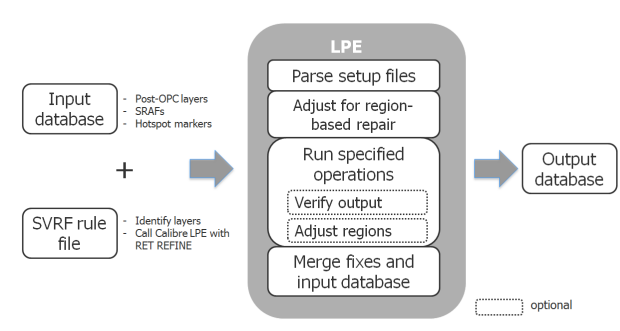 LPE
Parse setup files
Adjust for region-
based repair
Run specified
operations
Verify output
Adjust regions
Merge fixes and
input database
Input
database
- Post-OPC layers
- SRAFs
- Hotspot markers
+
SVRF rule
file
- Identify layers
- Call Calibre LPE with
RET REFINE
Output
database
optional